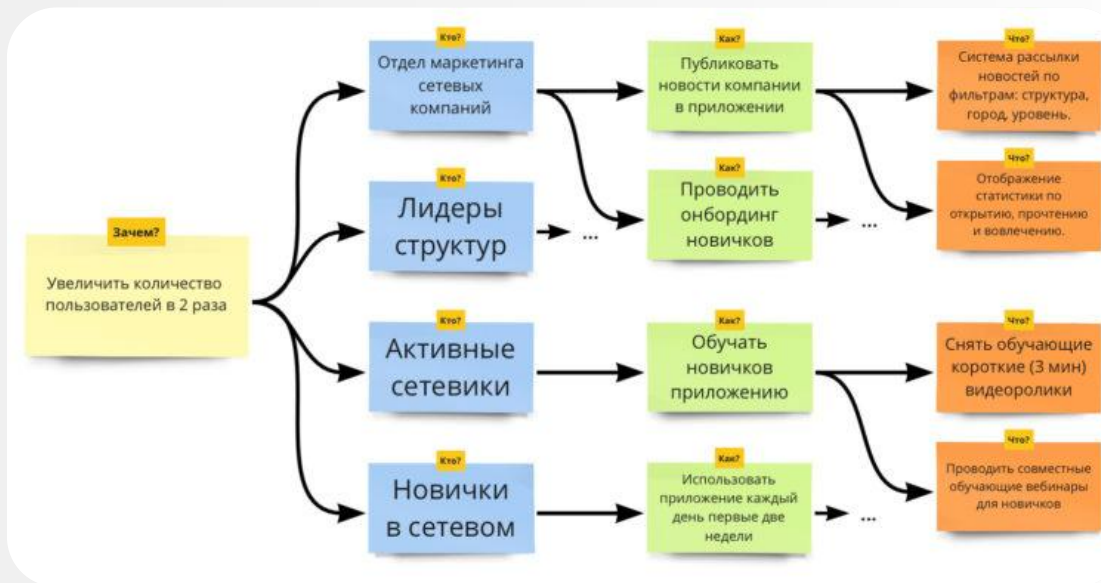 Зачем?
Увеличить количество
пользователей в 2 раза
Кто?
Отдел маркетинга
сетевых
компаний
Кто?
Лидеры
структур
...
Кто?
Активные
сетевики
Кто?
Новички
в сетевом
Как?
Публиковать
новости компании
в приложении
Как?
Проводить
онбординг
новичков
...
Как?
Обучать
новичков
приложению
Как?
Использовать
приложение каждый
день первые две
недели
...
Что?
Система рассылки
новостей по
фильтрам: структура,
город, уровень.
Что?
Отображение
статистики по
открытию, прочтению
и вовлечению.
Что?
Снять обучающие
короткие (3 мин)
видеоролики
Что?
Проводить совместные
обучающие вебинары
для новичков